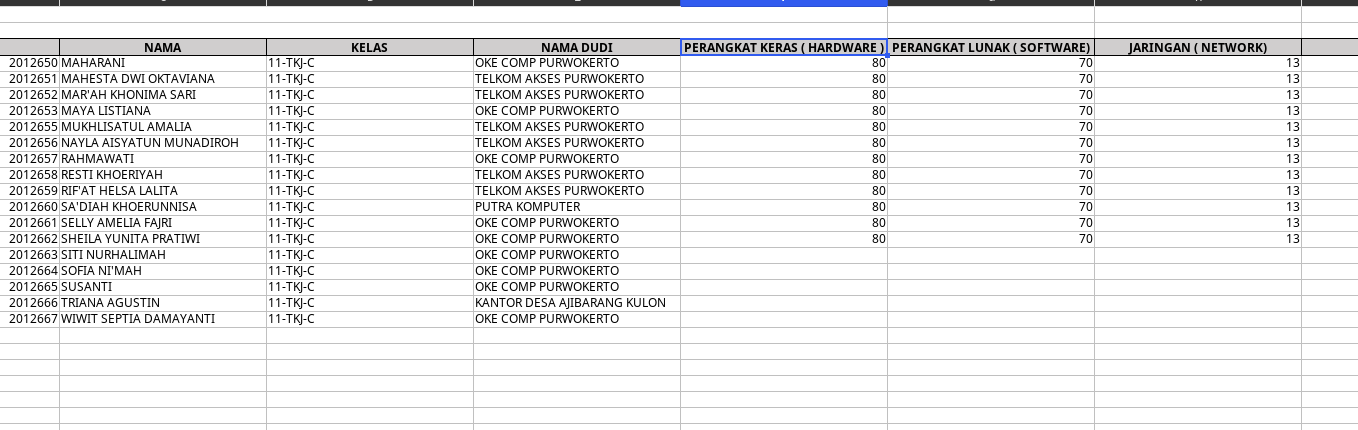 NAMA KELAS NAMA DUDI PERANGKAT KERAS ( HARDWARE ) PERANGKAT LUNAK ( SOFTWARE) JARINGAN ( NETWORK)
2012650 MAHARANI 11-TKJ-C OKE COMP PURWOKERTO 80 70 13
2012651 MAHESTA DWI OKTAVIANA 11-TKJ-C TELKOM AKSES PURWOKERTO 80 70 13
2012652 MAR'AH KHONIMA SARI 11-TKJ-C TELKOM AKSES PURWOKERTO 80 70 13
2012653 MAYA LISTIANA 11-TKJ-C OKE COMP PURWOKERTO 80 70 13
2012655 MUKHLISATUL AMALIA 11-TKJ-C TELKOM AKSES PURWOKERTO 80 70 13
2012656 NAYLA AISYATUN MUNADIROH 11-TKJ-C TELKOM AKSES PURWOKERTO 80 70 13
2012657 RAHMAWATI 11-TKJ-C OKE COMP PURWOKERTO 80 70 13
2012658 RESTI KHOERIYAH 11-TKJ-C TELKOM AKSES PURWOKERTO 80 70 13
2012659 RIF'AT HELSA LALITA 11-TKJ-C TELKOM AKSES PURWOKERTO 80 70 13
2012660 SA'DIAH KHOERUNNISA 11-TKJ-C PUTRA KOMPUTER 80 70 13
2012661 SELLY AMELIA FAJRI 11-TKJ-C OKE COMP PURWOKERTO 80 70 13
2012662 SHEILA YUNITA PRATIWI 11-TKJ-C OKE COMP PURWOKERTO 80 70 13
2012663 SITI NURHALIMAH 11-TKJ-C OKE COMP PURWOKERTO
2012664 SOFIA NI'MAH 11-TKJ-C OKE COMP PURWOKERTO
2012665 SUSANTI 11-TKJ-C OKE COMP PURWOKERTO
2012666 TRIANA AGUSTIN 11-TKJ-C KANTOR DESA AJIBARANG KULON
2012667 WIWIT SEPTIA DAMAYANTI 11-TKJ-C OKE COMP PURWOKERTO